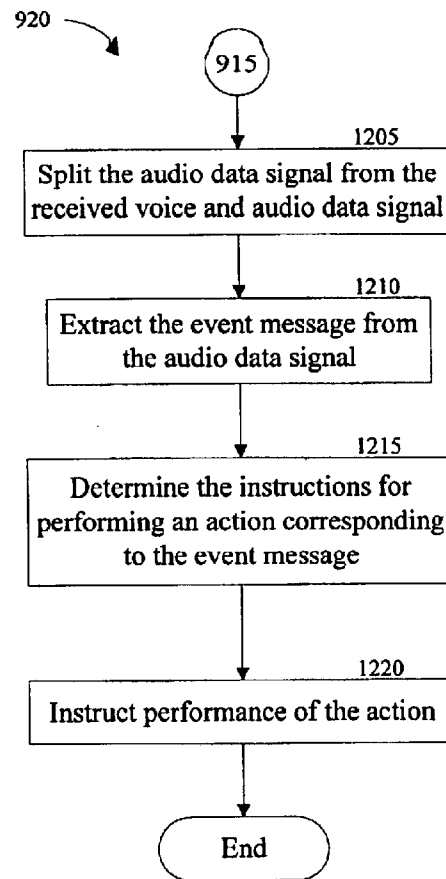 920
915
1205
Split the audio data signal from the
received voice and audio data signal
1210
Extract the event message from
the audio data signal
1215
Determine the instructions for
performing an action corresponding
to the event message
1220
Instruct performance of the action
End